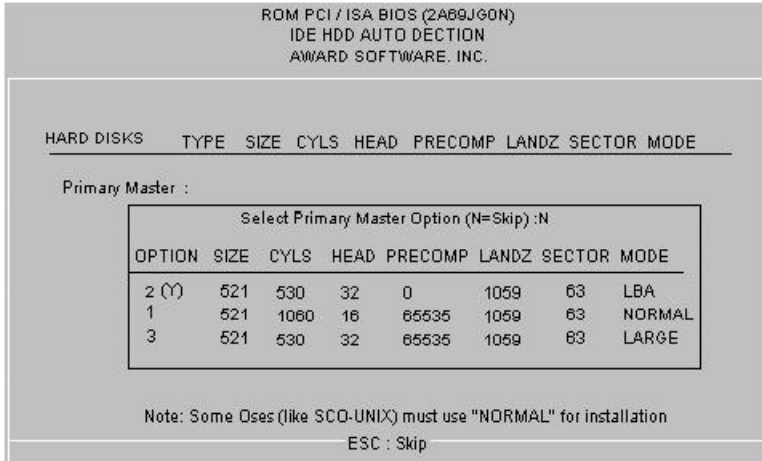 ROM PCI / ISA BIOS (2A69JG0N)
IDE HDD AUTO DECTION
AWARD SOFTWARE. INC.
HARD DISKS TYPE SIZE CYLS HEAD PRECOMP LANDZ SECTOR MODE
Primary Master :
Select Primary Master Option (N=Skip) :N
OPTION SIZE CYLS HEAD PRECOMP LANDZ SECTOR MODE
2 (Y) 521 530 32 0 1059 63 LBA
1 521 1060 16 65535 1059 63 NORMAL
3 521 530 32 65535 1059 63 LARGE
Note: Some Oses (like SCO-UNIX) must use "NORMAL" for installation
ESC : Skip